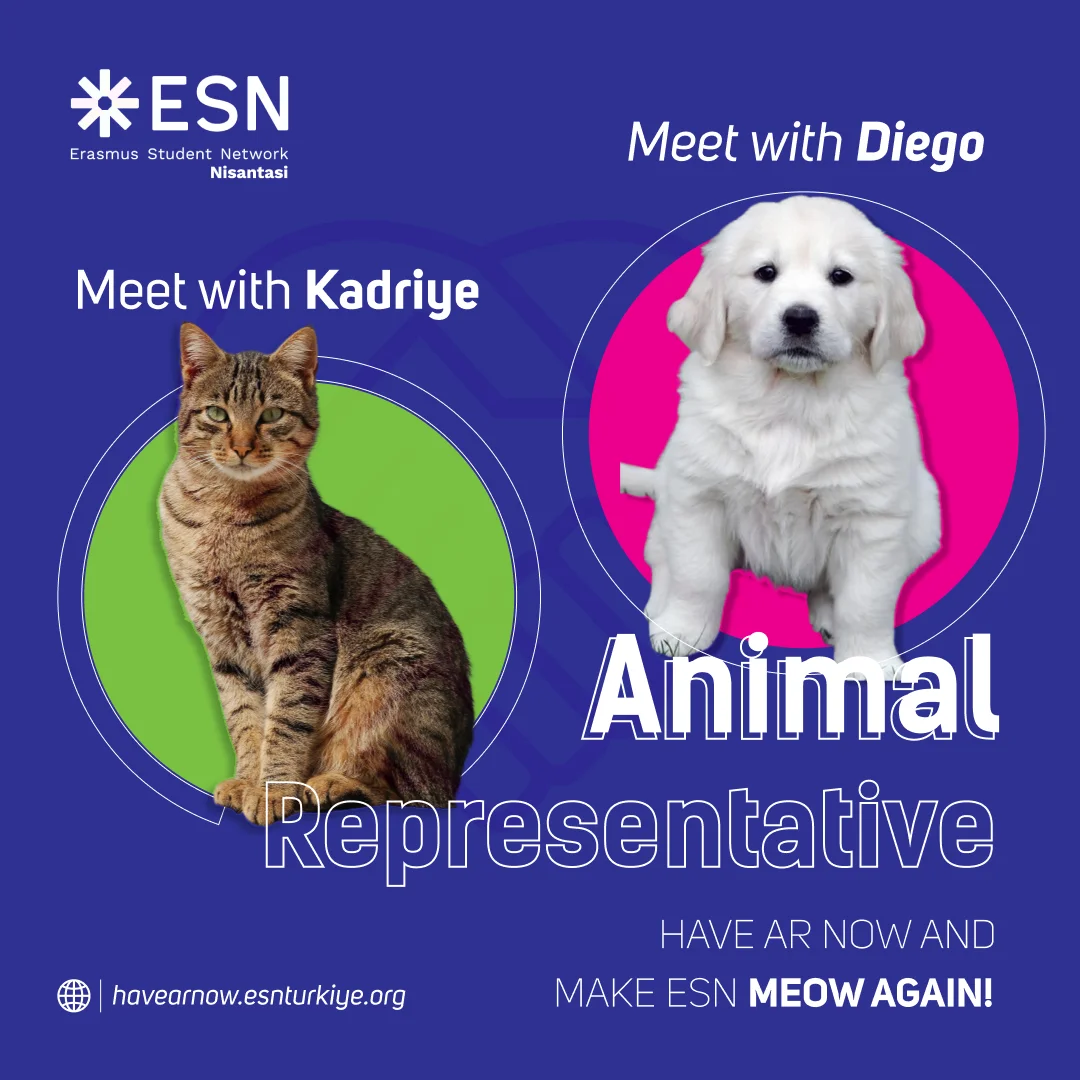 ESN
Erasmus Student Network
Nisantasi
Meet with Diego
Meet with Kadriye
Animal
Representative
HAVE AR NOW AND
MAKE ESN MEOW AGAIN!
havearnow.esnturkiye.org